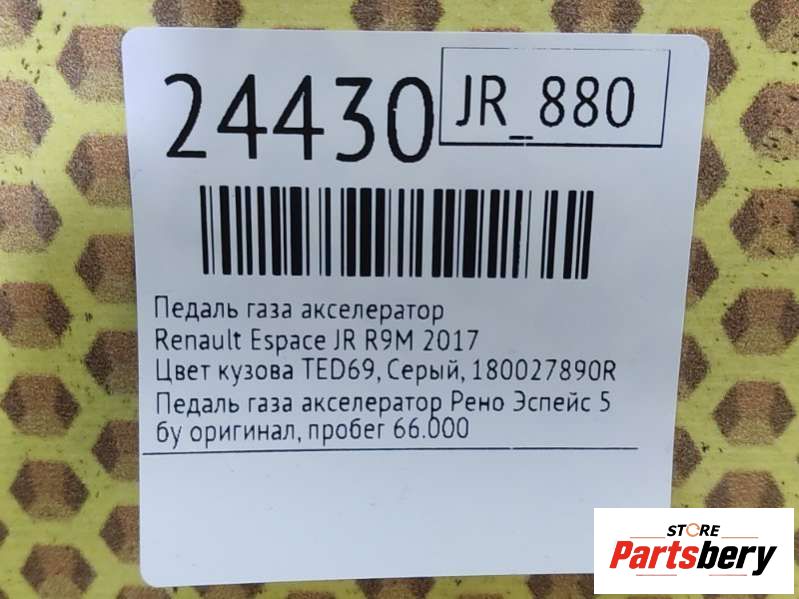 24430
JR_880
Педаль газа акселератор
Renault Espace JR R9M 2017
Цвет кузова TED69, Серый, 180027890R
Педаль газа акселератор Рено Эспейс 5
бу оригинал, пробег 66.000
STORE
Partsbery